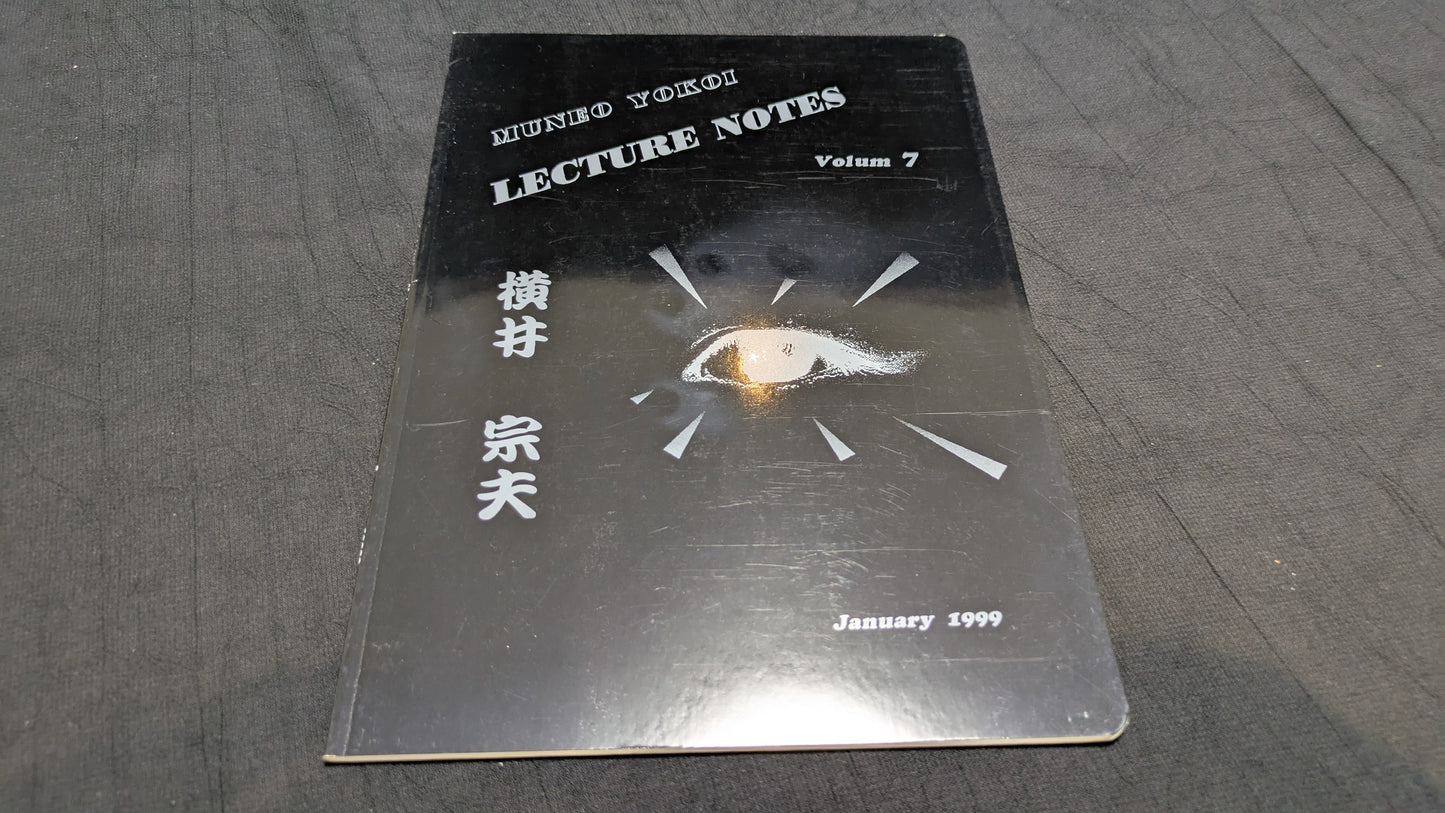 MUNEO YOKOI
LECTURE NOTES
Volum 7
横井 宗夫
January 1999